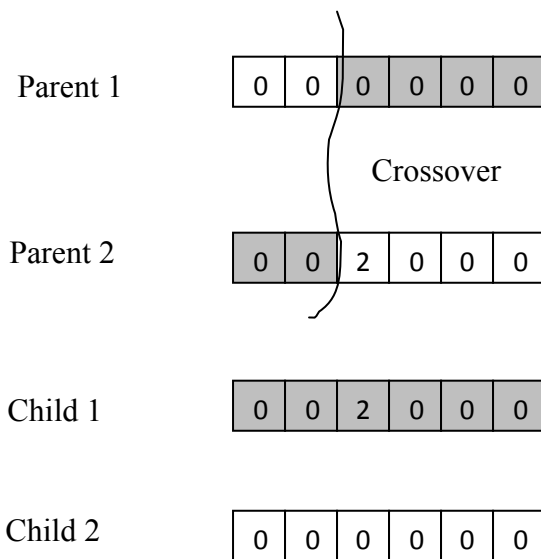 Parent 1 0 0 0 0 0 0
Crossover
Parent 2 0 0 2 0 0 0
Child 1 0 0 2 0 0 0
Child 2 0 0 0 0 0 0